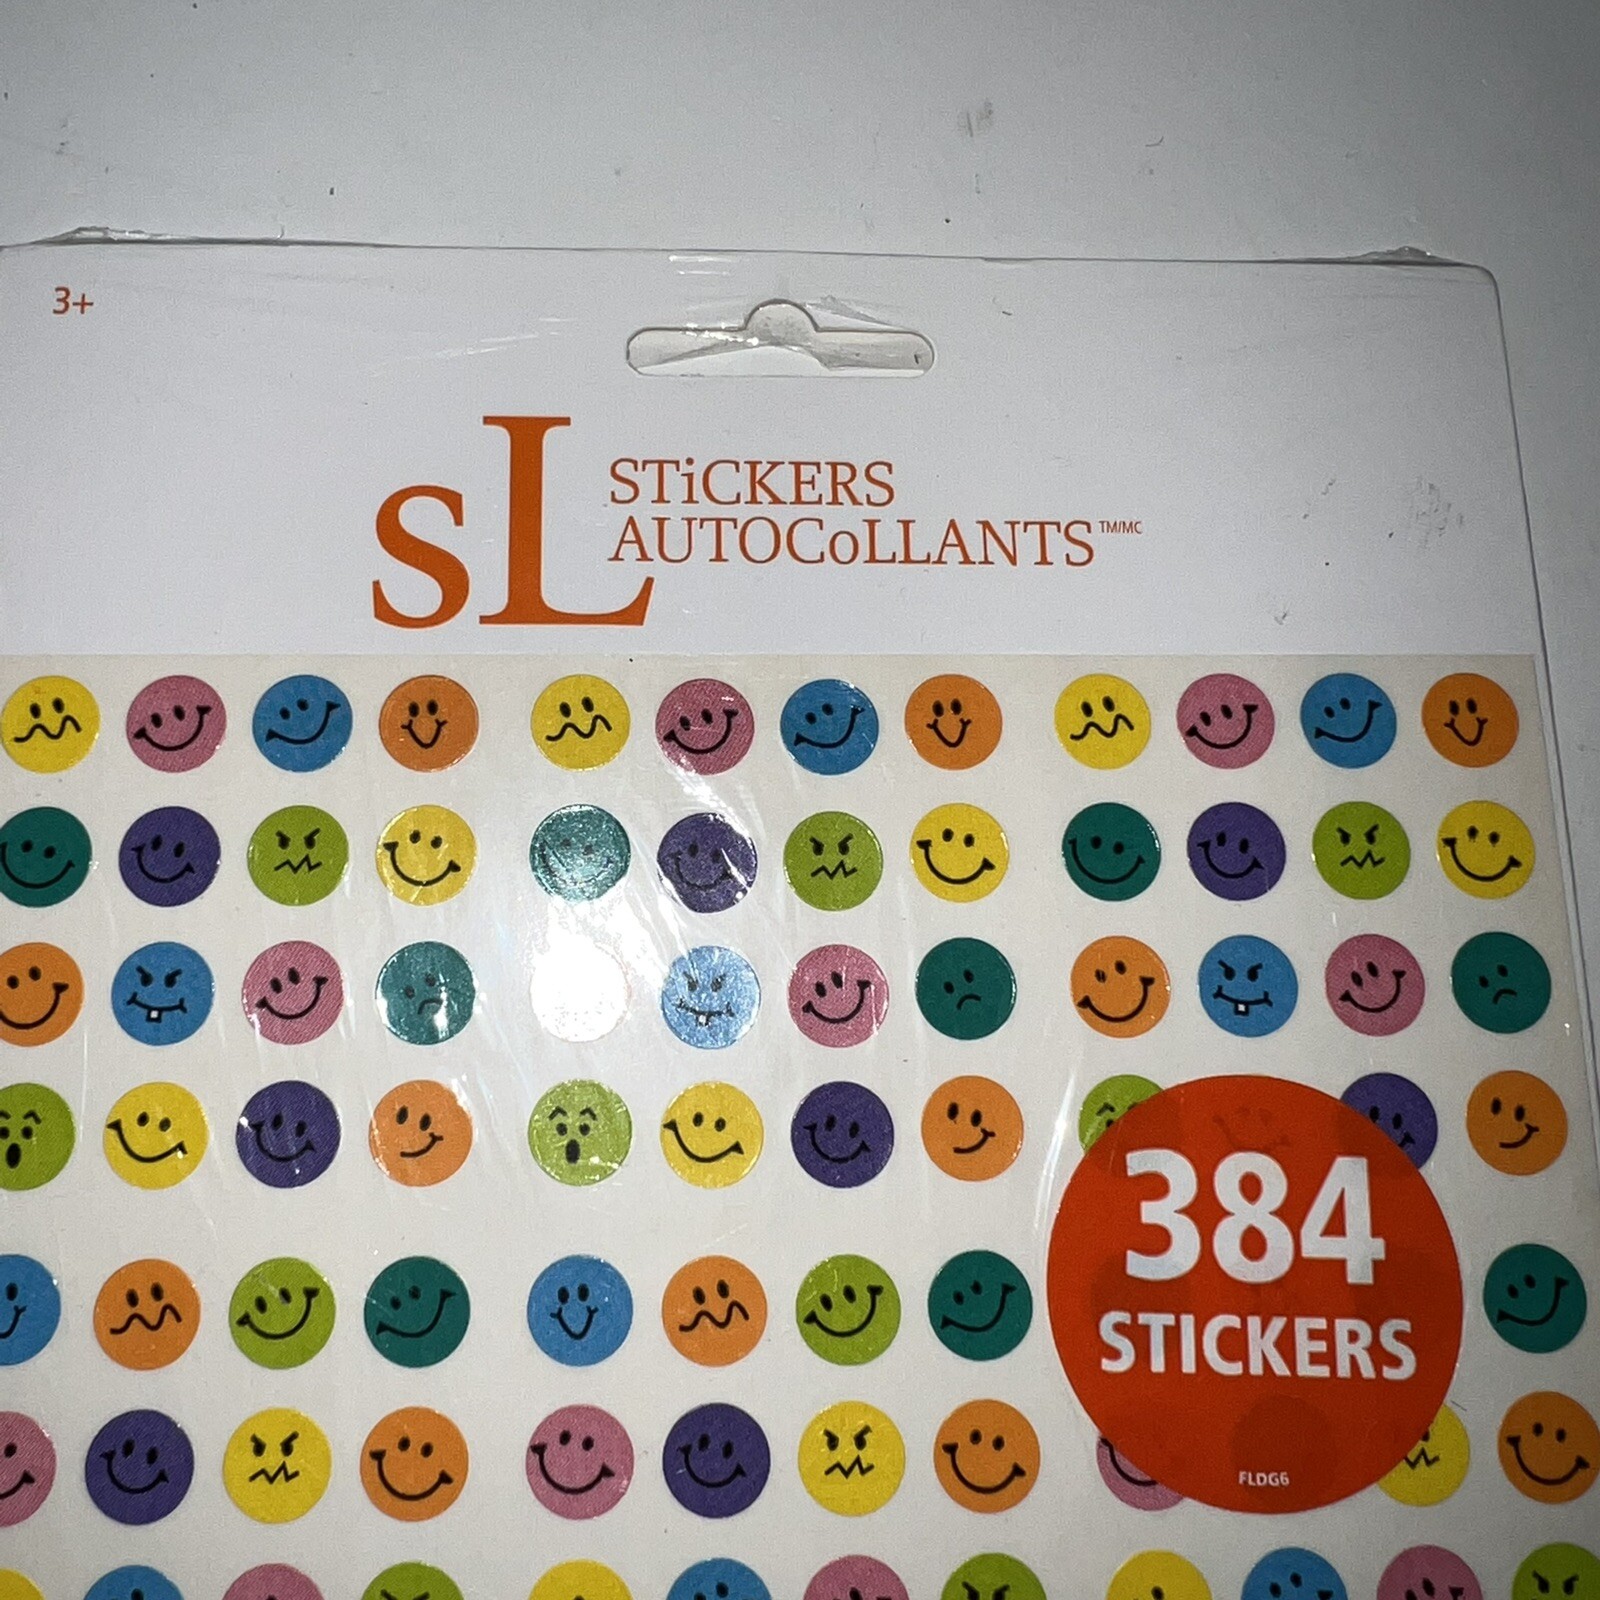 3+
sL
STiCKERS
AUTOCoLLANTS™/MC
384
STICKERS
FLDG6